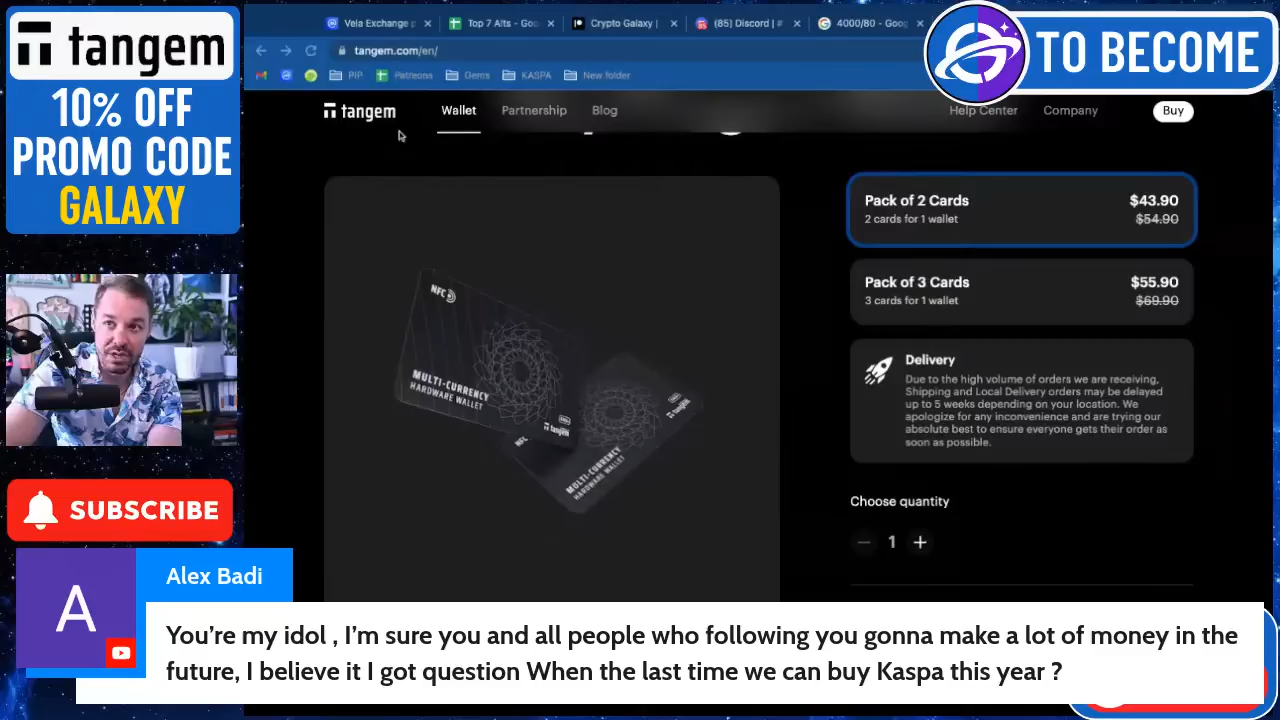 tangem
10% OFF
PROMO CODE
GALAXY
Vela Exchange p
Top 7 Alts - Goo
Crypto Galaxy |
(85) Discord | #
4000/80 - Goog
TO BECOME
tangem.com/en/
PIP
Patreons
Gems
KASPA
New folder
tangem
Wallet
Partnership
Blog
Help Center
Company
Buy
Pack of 2 Cards
$43.90
2 cards for 1 wallet
$54.90
Pack of 3 Cards
$55.90
3 cards for 1 wallet
$69.90
NFC
MULTI-CURRENCY
HARDWARE WALLET
tangem
NFC
MULTI-CURRENCY
HARDWARE WALLET
tangem
Delivery
Due to the high volume of orders we are receiving,
Shipping and Local Delivery orders may be delayed
up to 5 weeks depending on your location. We
apologize for any inconvenience and are trying our
absolute best to ensure everyone gets their order as
soon as possible.
Choose quantity
− 1 +
SUBSCRIBE
A
Alex Badi
You're my idol , I'm sure you and all people who following you gonna make a lot of money in the
future, I believe it I got question When the last time we can buy Kaspa this year ?